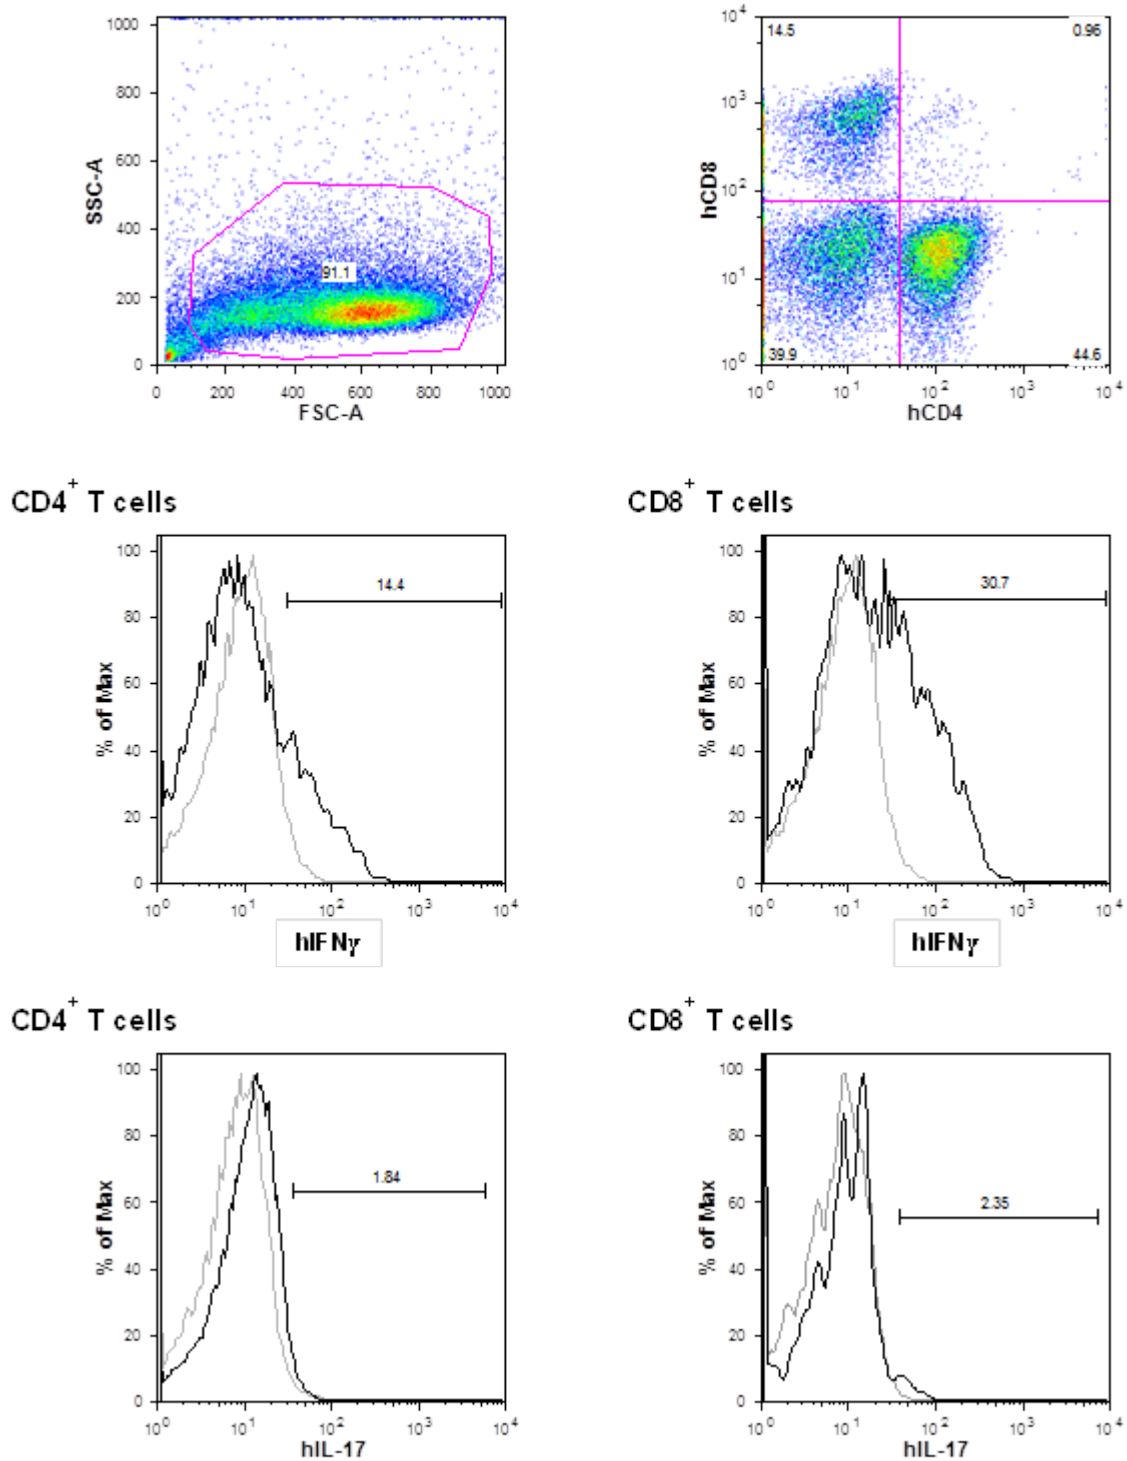 1000
800
600
400
200
0
SSC-A
91.1
0 200 400 600 800 1000
FSC-A
10^4
10^3
10^2
10^1
10^0
hCD8
14.5 0.96
39.9 44.6
10^0 10^1 10^2 10^3 10^4
hCD4
CD4^+ T cells
100
80
60
40
20
0
% of Max
14.4
10^0 10^1 10^2 10^3 10^4
hIFNγ
CD8^+ T cells
100
80
60
40
20
0
% of Max
30.7
10^0 10^1 10^2 10^3 10^4
hIFNγ
CD4^+ T cells
100
80
60
40
20
0
% of Max
1.84
10^0 10^1 10^2 10^3 10^4
hIL-17
CD8^+ T cells
100
80
60
40
20
0
% of Max
2.35
10^0 10^1 10^2 10^3 10^4
hIL-17